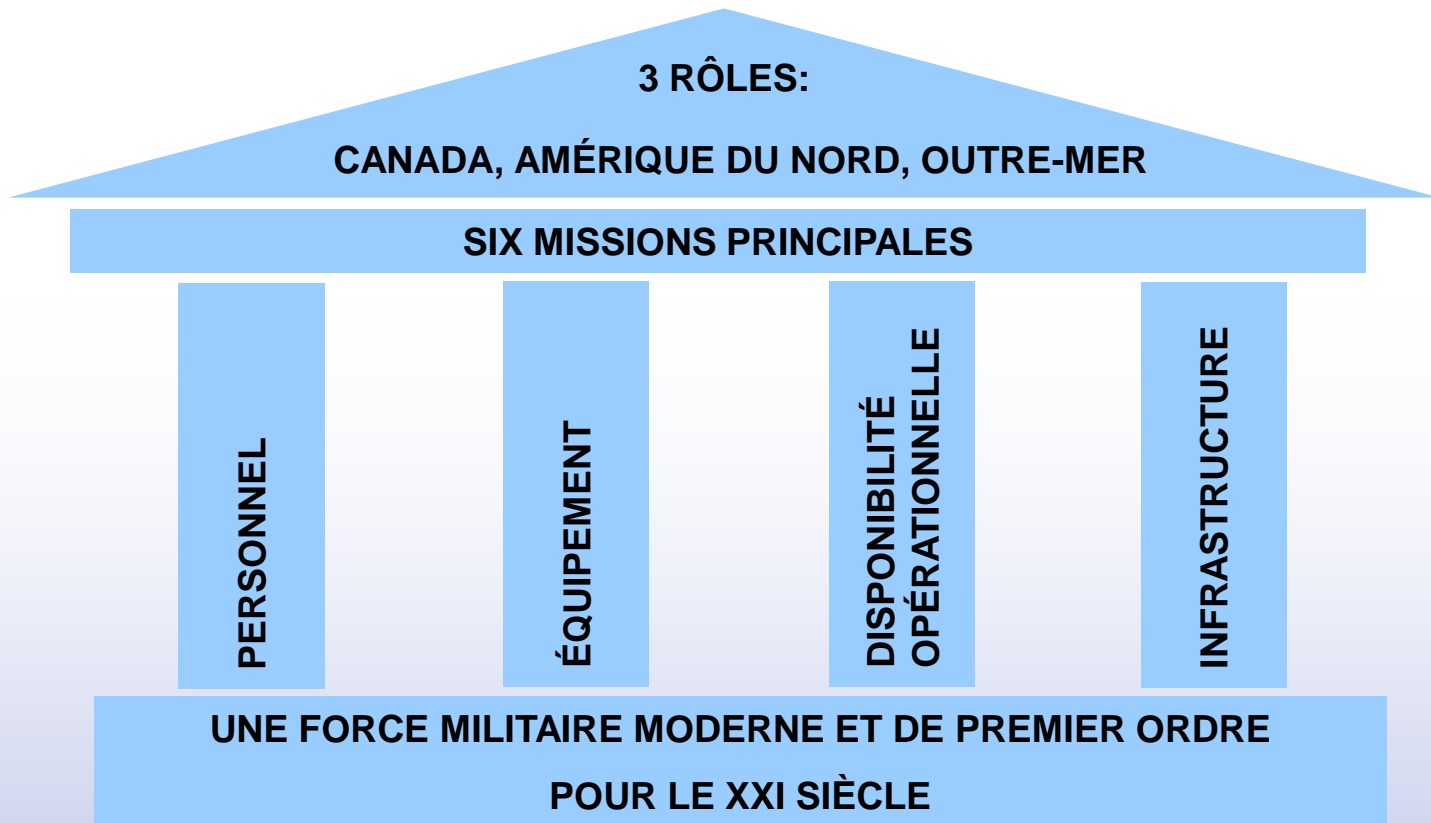 3 RÔLES:
CANADA, AMÉRIQUE DU NORD, OUTRE-MER
SIX MISSIONS PRINCIPALES
PERSONNEL
ÉQUIPEMENT
DISPONIBILITÉ
OPÉRATIONNELLE
INFRASTRUCTURE
UNE FORCE MILITAIRE MODERNE ET DE PREMIER ORDRE
POUR LE XXI SIÈCLE